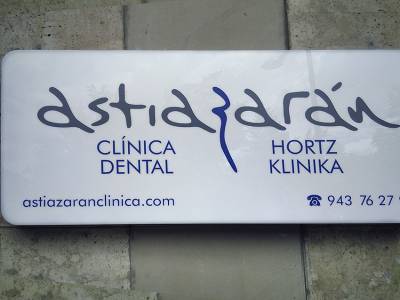 astiazarán
CLÍNICA HORTZ
DENTAL KLINIKA
astiazaranclinica.com ☎ 943 76 27